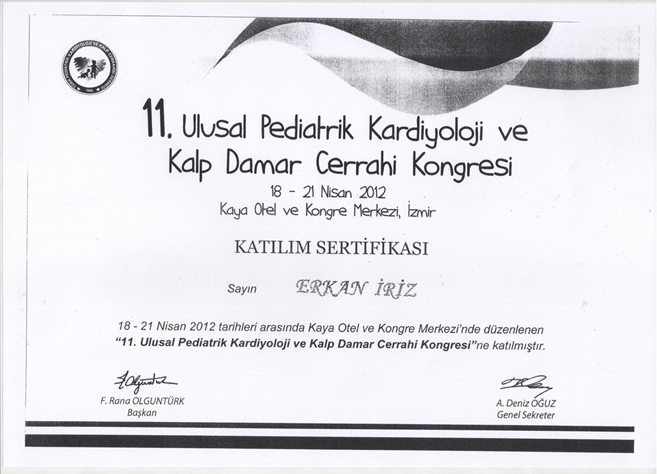 11. Ulusal Pediatrik Kardiyoloji ve
Kalp Damar Cerrahi Kongresi
18 - 21 Nisan 2012
Kaya Otel ve Kongre Merkezi, İzmir
KATILIM SERTİFİKASI
Sayın ERKAN İRİZ
18 - 21 Nisan 2012 tarihleri arasında Kaya Otel ve Kongre Merkezi'nde düzenlenen
“11. Ulusal Pediatrik Kardiyoloji ve Kalp Damar Cerrahi Kongresi”ne katılmıştır.
F. Rana OLGUNTÜRK
Başkan
A. Deniz OĞUZ
Genel Sekreter